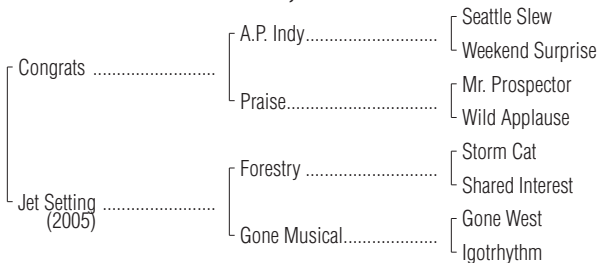 Seattle Slew
A.P. Indy
Weekend Surprise
Congrats
Mr. Prospector
Praise
Wild Applause
Storm Cat
Forestry
Shared Interest
Jet Setting
(2005)
Gone West
Gone Musical
Igotrhythm